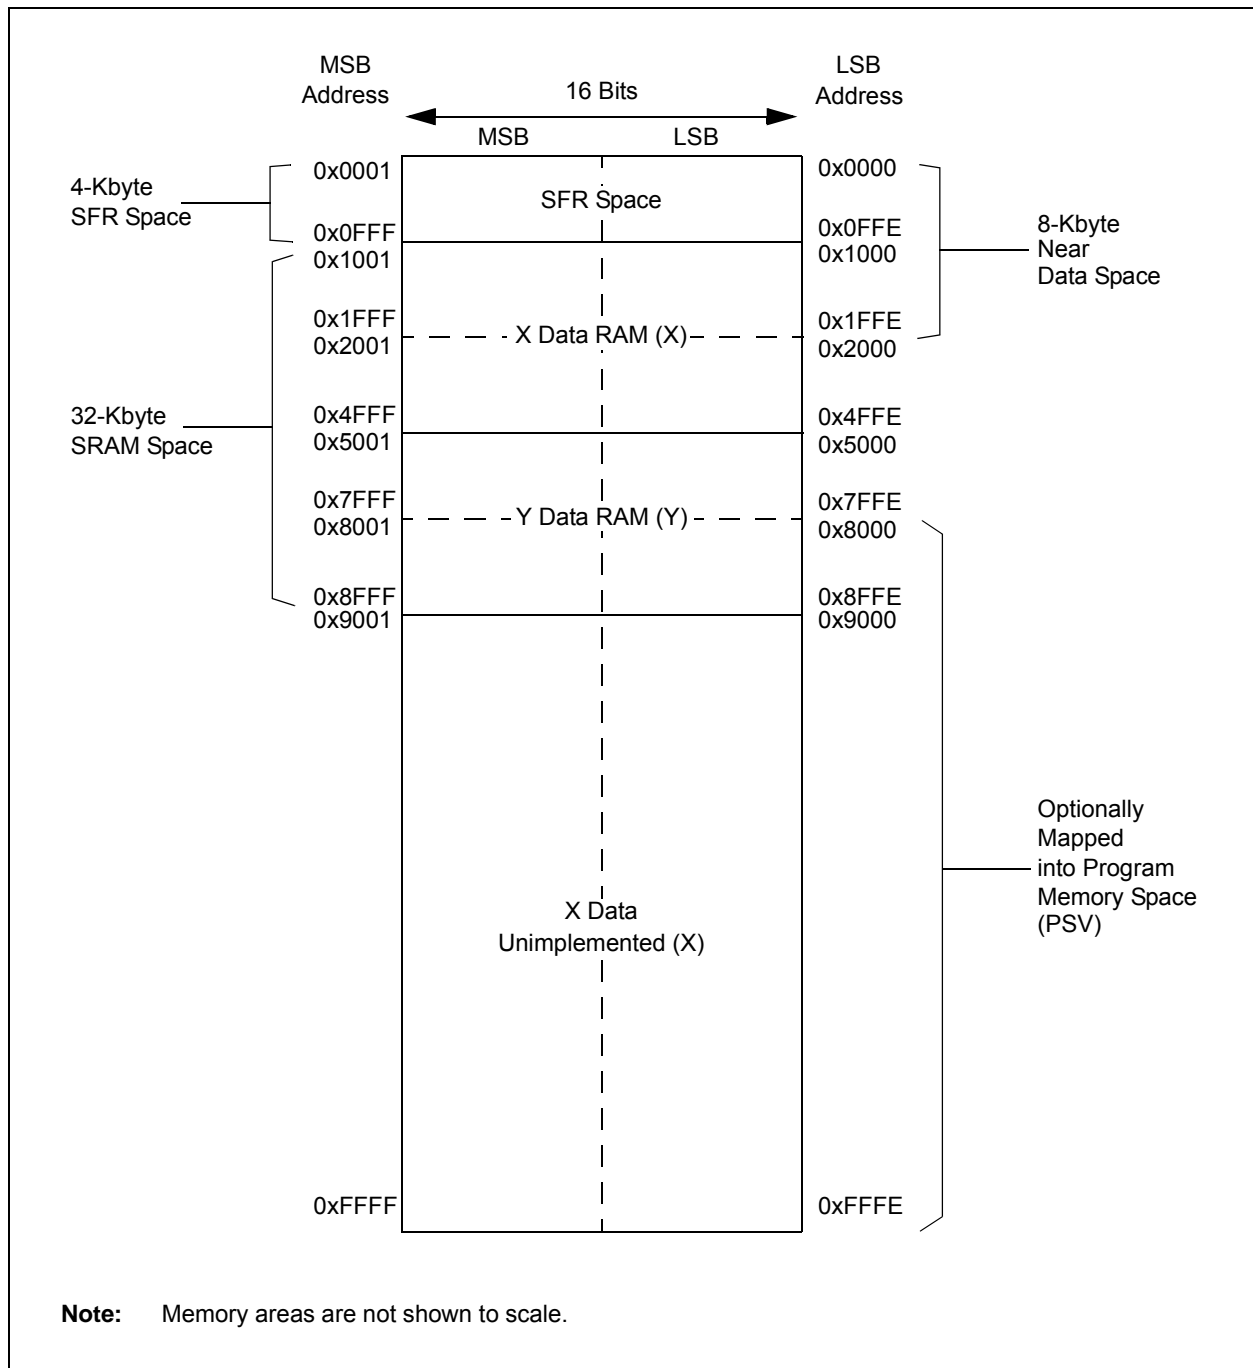 MSB
Address
LSB
Address
16 Bits
MSB
LSB
0x0001
0x0000
4-Kbyte
SFR Space
SFR Space
0x0FFF
0x0FFE
0x1001
0x1000
8-Kbyte
Near
Data Space
0x1FFF
0x1FFE
X Data RAM (X)
0x2001
0x2000
32-Kbyte
SRAM Space
0x4FFF
0x4FFE
0x5001
0x5000
0x7FFF
0x7FFE
Y Data RAM (Y)
0x8001
0x8000
0x8FFF
0x8FFE
0x9001
0x9000
Optionally
Mapped
into Program
Memory Space
(PSV)
X Data
Unimplemented (X)
0xFFFF
0xFFFE
Note: Memory areas are not shown to scale.